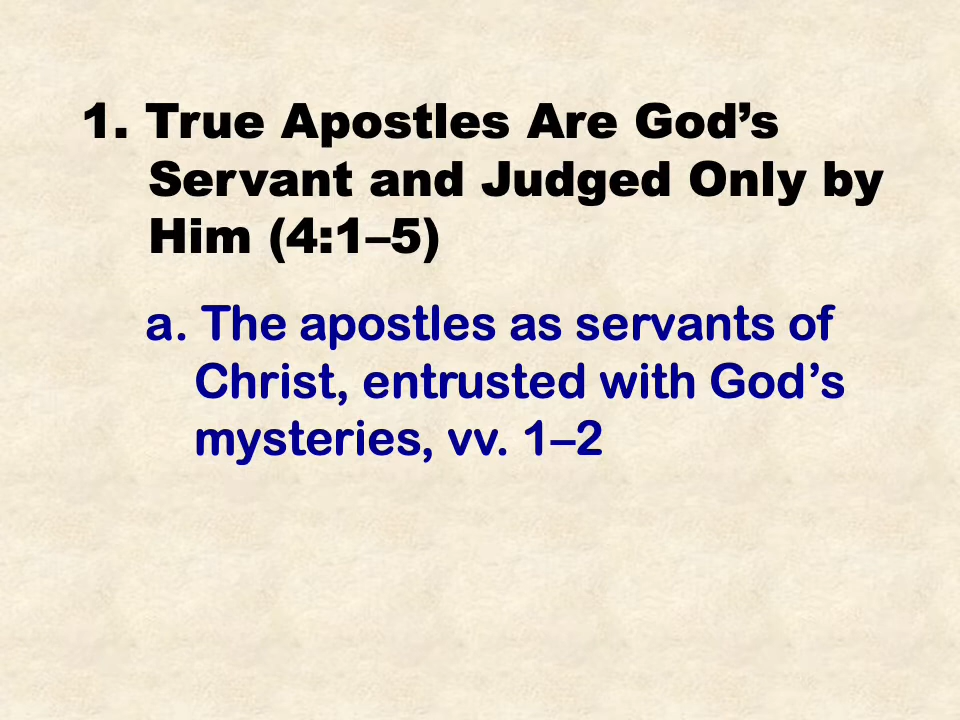 1. True Apostles Are God’s
Servant and Judged Only by
Him (4:1–5)
a. The apostles as servants of
Christ, entrusted with God’s
mysteries, vv. 1–2